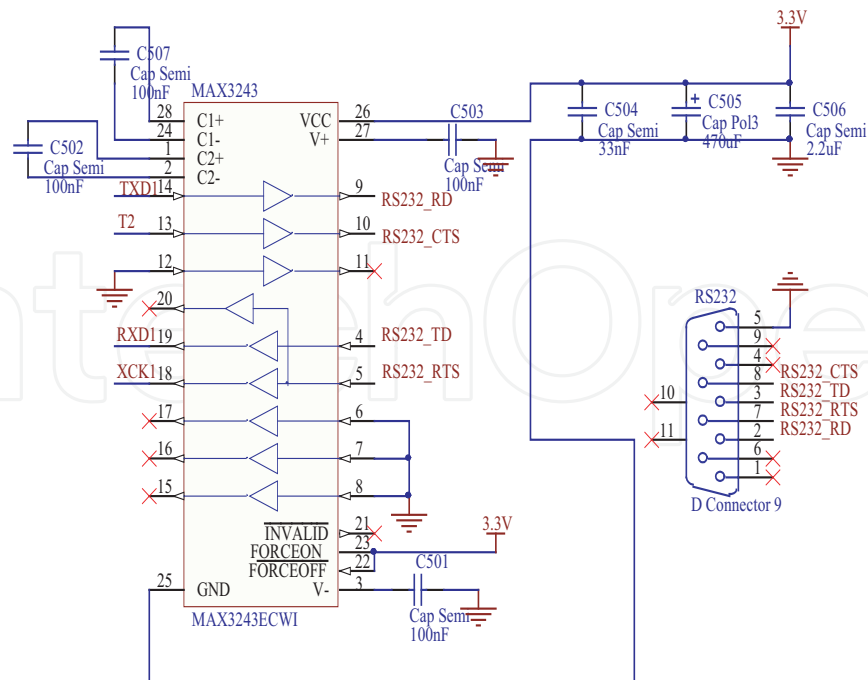 3.3V
C507
Cap Semi
100nF
MAX3243
C502
Cap Semi
100nF
28
24
1
2
14
13
12
20
19
18
17
16
15
25
C1+
C1-
C2+
C2-
VCC
V+
26
27
C503
Cap Semi
100nF
C504
Cap Semi
33nF
C505
Cap Pol3
470uF
C506
Cap Semi
2.2uF
TXD1
T2
RXD1
XCK1
9
10
11
4
5
6
7
8
RS232_RD
RS232_CTS
RS232_TD
RS232_RTS
INVALID
FORCEON
FORCEOFF
GND
V-
21
23
22
3
3.3V
C501
Cap Semi
100nF
MAX3243ECWI
RS232
5
9
4
8
3
7
2
6
1
10
11
RS232_CTS
RS232_TD
RS232_RTS
RS232_RD
D Connector 9